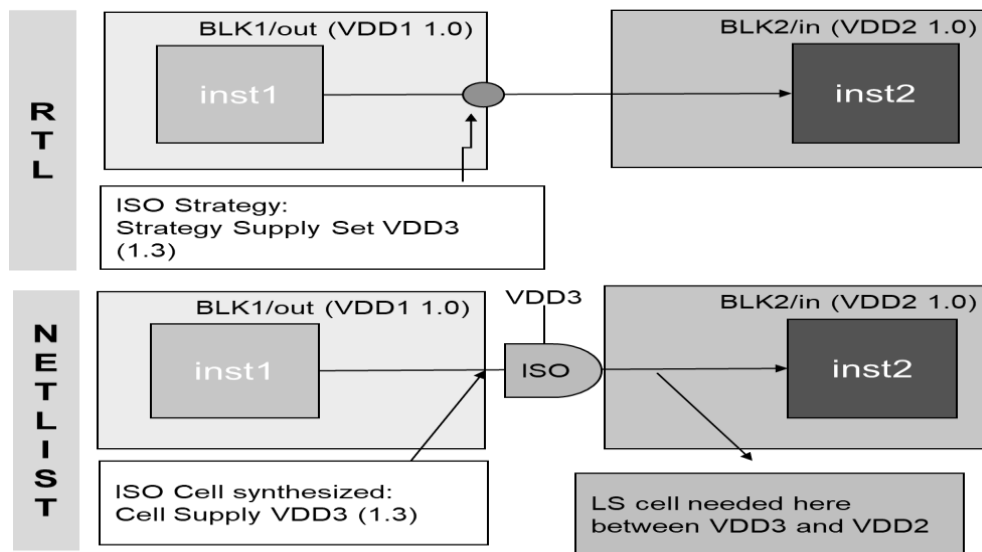 RTL
BLK1/out (VDD1 1.0)
inst1
BLK2/in (VDD2 1.0)
inst2
ISO Strategy:
Strategy Supply Set VDD3
(1.3)
NETLIST
BLK1/out (VDD1 1.0)
inst1
VDD3
ISO
BLK2/in (VDD2 1.0)
inst2
ISO Cell synthesized:
Cell Supply VDD3 (1.3)
LS cell needed here
between VDD3 and VDD2